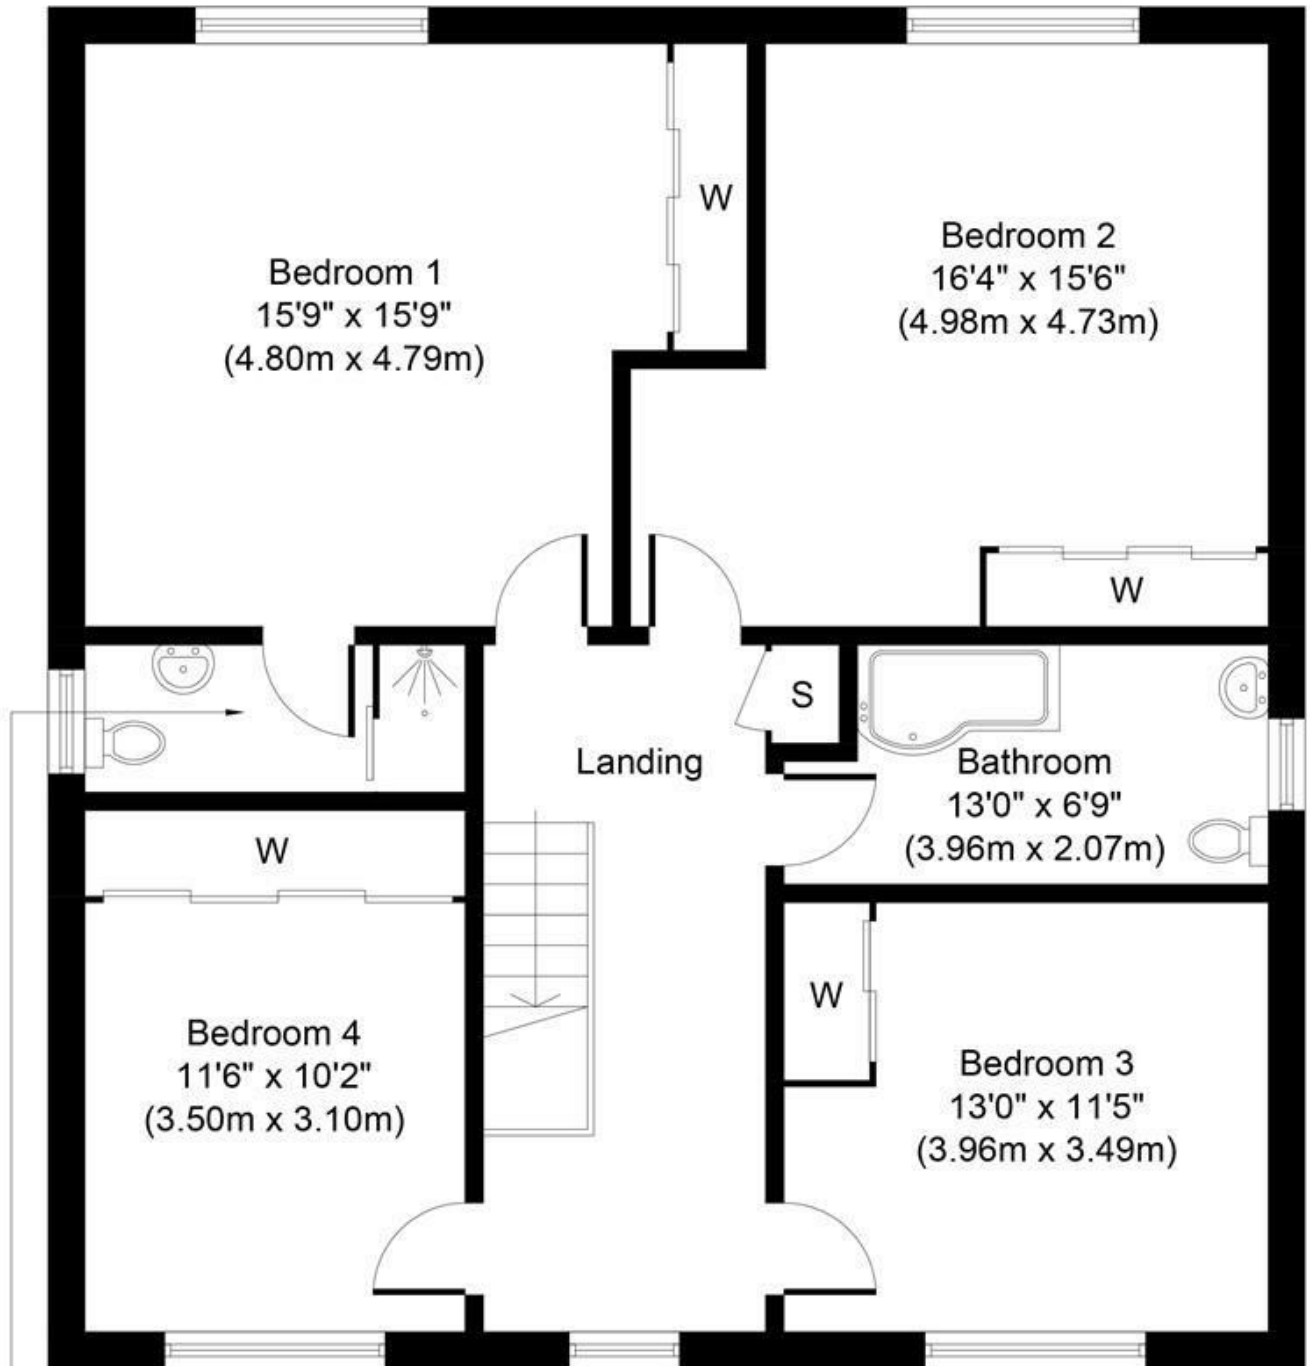 Bedroom 1
15'9" x 15'9"
(4.80m x 4.79m)
W
Bedroom 2
16'4" x 15'6"
(4.98m x 4.73m)
W
S
Landing
Bathroom
13'0" x 6'9"
(3.96m x 2.07m)
W
Bedroom 4
11'6" x 10'2"
(3.50m x 3.10m)
W
Bedroom 3
13'0" x 11'5"
(3.96m x 3.49m)